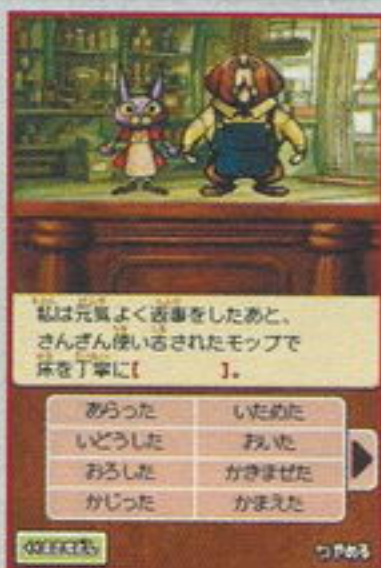 私は元気よく返事をしたあと、
さんざん使い古されたモップで
床を丁寧に[ ]。
あらった いためた
いどうした おいた
おろした かきまぜた
かじった かまえた
やめる